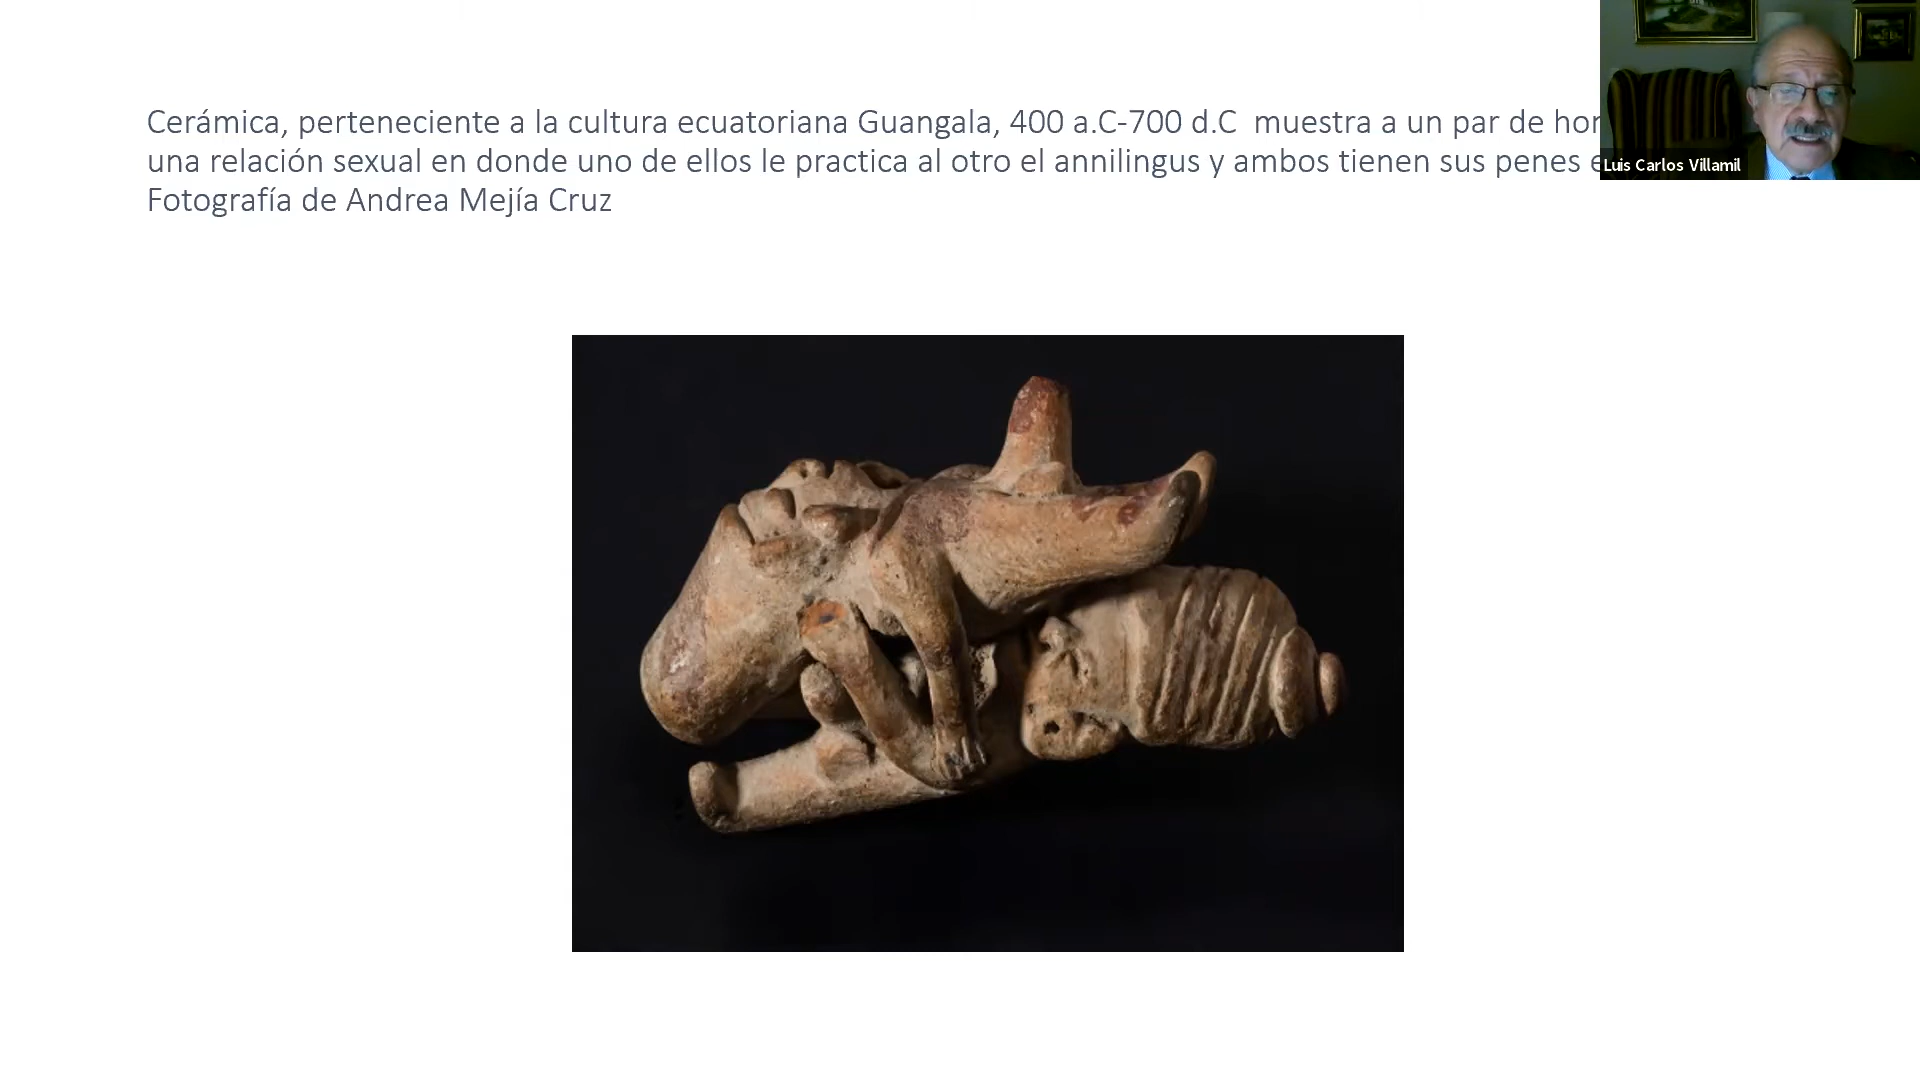 Cerámica, perteneciente a la cultura ecuatoriana Guangala, 400 a.C-700 d.C muestra a un par de
una relación sexual en donde uno de ellos le practica al otro el annilingus y ambos tienen sus penes
Fotografía de Andrea Mejía Cruz
Luis Carlos Villamil